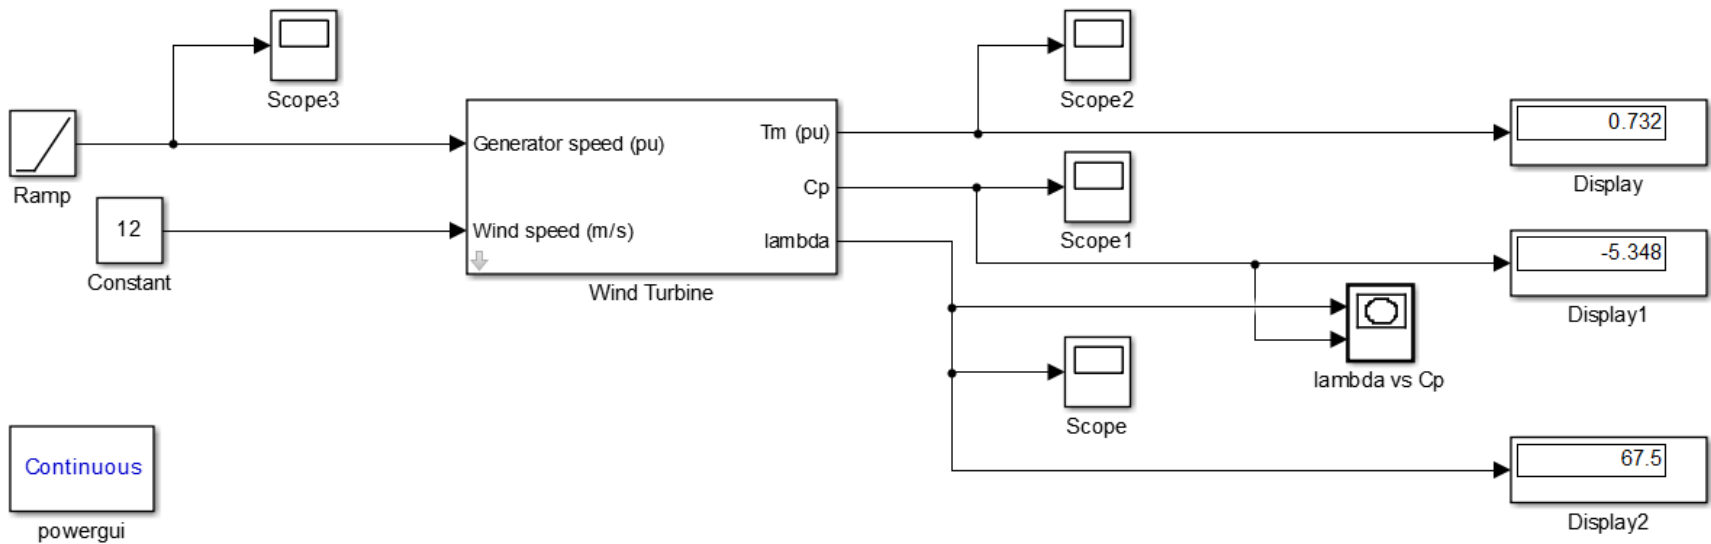 Scope3
Scope2
Ramp
12
Constant
Generator speed (pu)
Wind speed (m/s)
Tm (pu)
Cp
lambda
Wind Turbine
Scope1
0.732
Display
-5.348
Display1
lambda vs Cp
Scope
67.5
Display2
Continuous
powergui